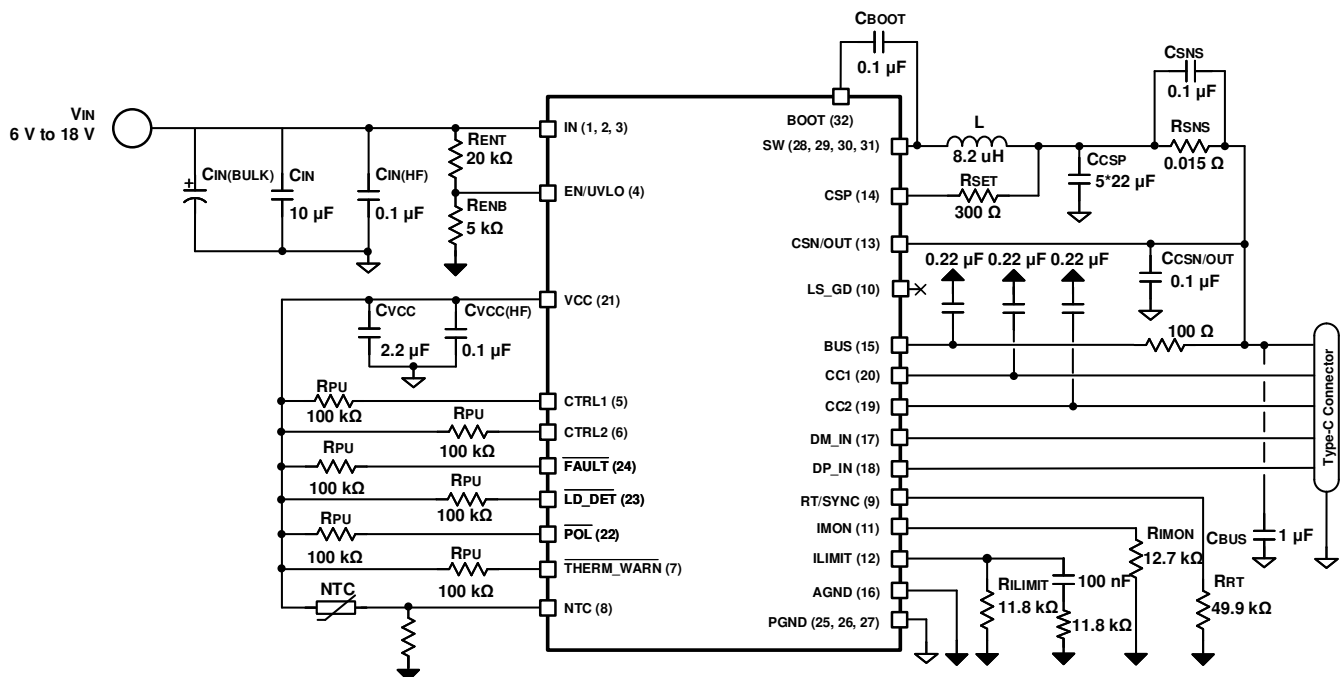 VIN
6 V to 18 V
CIN(BULK)
CIN
10 µF
CIN(HF)
0.1 µF
RENT
20 kΩ
RENB
5 kΩ
IN (1, 2, 3)
EN/UVLO (4)
VCC (21)
CVCC
2.2 µF
CVCC(HF)
0.1 µF
RPU
100 kΩ
CTRL1 (5)
RPU
100 kΩ
CTRL2 (6)
RPU
100 kΩ
FAULT (24)
RPU
100 kΩ
LD_DET (23)
RPU
100 kΩ
POL (22)
RPU
100 kΩ
THERM_WARN (7)
NTC
NTC (8)
CBOOT
0.1 µF
BOOT (32)
SW (28, 29, 30, 31)
L
8.2 uH
CSP (14)
RSET
300 Ω
CCSP
5*22 µF
CSNS
0.1 µF
RSNS
0.015 Ω
CSN/OUT (13)
CCSN/OUT
0.1 µF
0.22 µF 0.22 µF 0.22 µF
LS_GD (10)
BUS (15)
100 Ω
CC1 (20)
CC2 (19)
DM_IN (17)
DP_IN (18)
RT/SYNC (9)
IMON (11)
ILIMIT (12)
AGND (16)
PGND (25, 26, 27)
RILIMIT
11.8 kΩ
100 nF
11.8 kΩ
RIMON
12.7 kΩ
RRT
49.9 kΩ
CBUS
1 µF
Type-C Connector